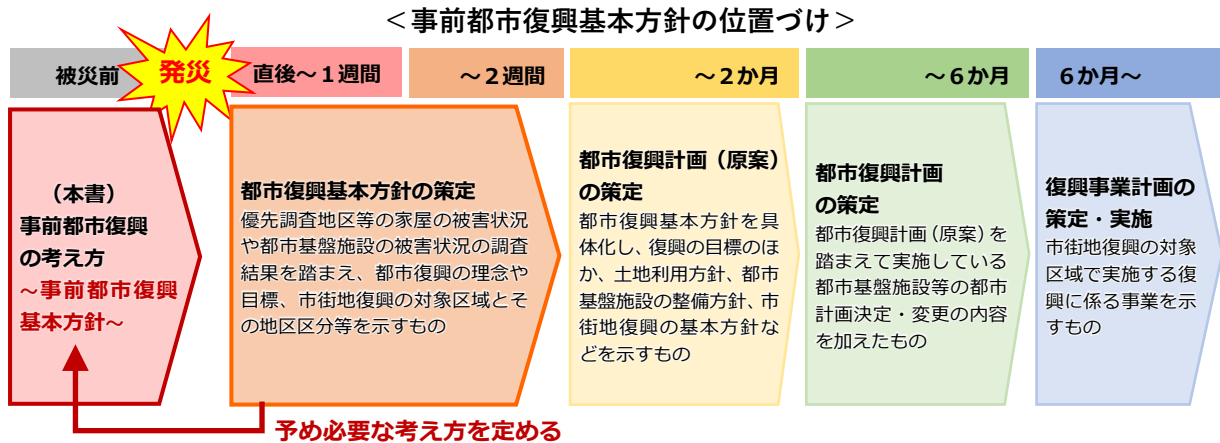 ＜事前都市復興基本方針の位置づけ＞
被災前
発災
直後～１週間
～２週間
～２か月
～６か月
６か月～
（本書）
事前都市復興
の考え方
～事前都市復興
基本方針～
都市復興基本方針の策定
優先調査地区等の家屋の被害状況
や都市基盤施設の被害状況の調査
結果を踏まえ、都市復興の理念や
目標、市街地復興の対象区域とそ
の地区区分等を示すもの
都市復興計画（原案）
の策定
都市復興基本方針を具
体化し、復興の目標のほ
か、土地利用方針、都市
基盤施設の整備方針、市
街地復興の基本方針な
どを示すもの
都市復興計画
の策定
都市復興計画（原案）を
踏まえて実施している
都市基盤施設等の都市
計画決定・変更の内容
を加えたもの
復興事業計画の
策定・実施
市街地復興の対象
区域で実施する復
興に係る事業を示
すもの
予め必要な考え方を定める